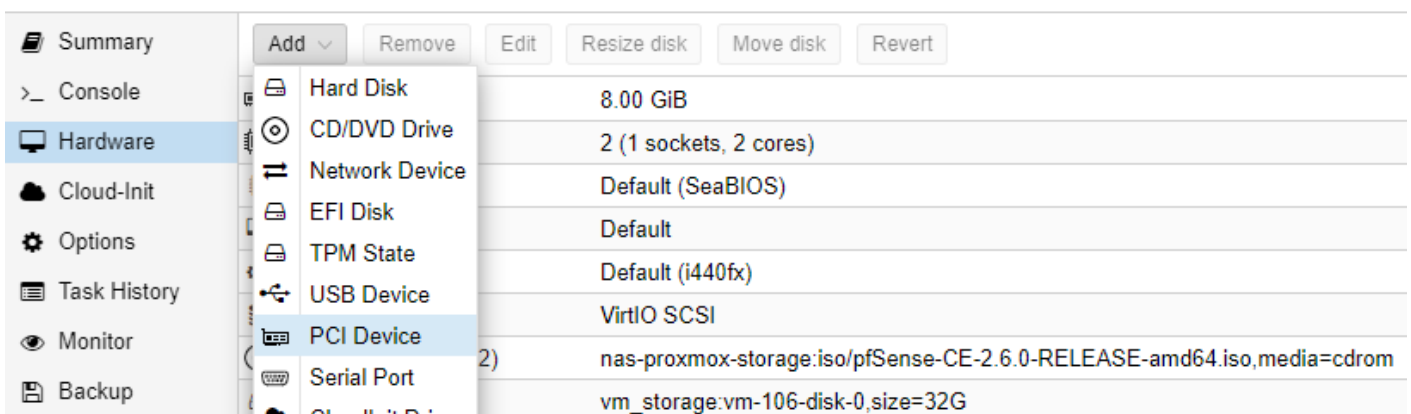 Summary
Console
Hardware
Cloud-Init
Options
Task History
Monitor
Backup
Add Remove Edit Resize disk Move disk Revert
Hard Disk
CD/DVD Drive
Network Device
EFI Disk
TPM State
USB Device
PCI Device
Serial Port
8.00 GiB
2 (1 sockets, 2 cores)
Default (SeaBIOS)
Default
Default (i440fx)
VirtIO SCSI
2) nas-proxmox-storage:iso/pfSense-CE-2.6.0-RELEASE-amd64.iso,media=cdrom
vm_storage:vm-106-disk-0,size=32G